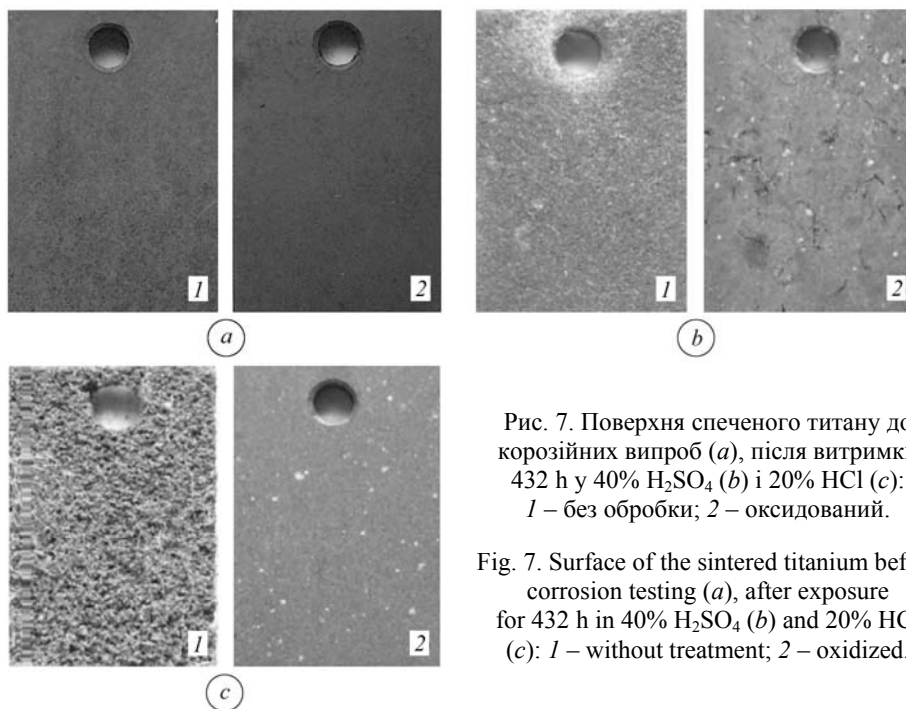 1
2
a
1
2
b
1
2
c
Рис. 7. Поверхня спеченого титану до
корозійних випроб (a), після витримки
432 h у 40% H₂SO₄ (b) і 20% HCl (c):
1 – без обробки; 2 – оксидований.
Fig. 7. Surface of the sintered titanium bef
corrosion testing (a), after exposure
for 432 h in 40% H₂SO₄ (b) and 20% HC
(c): 1 – without treatment; 2 – oxidized.